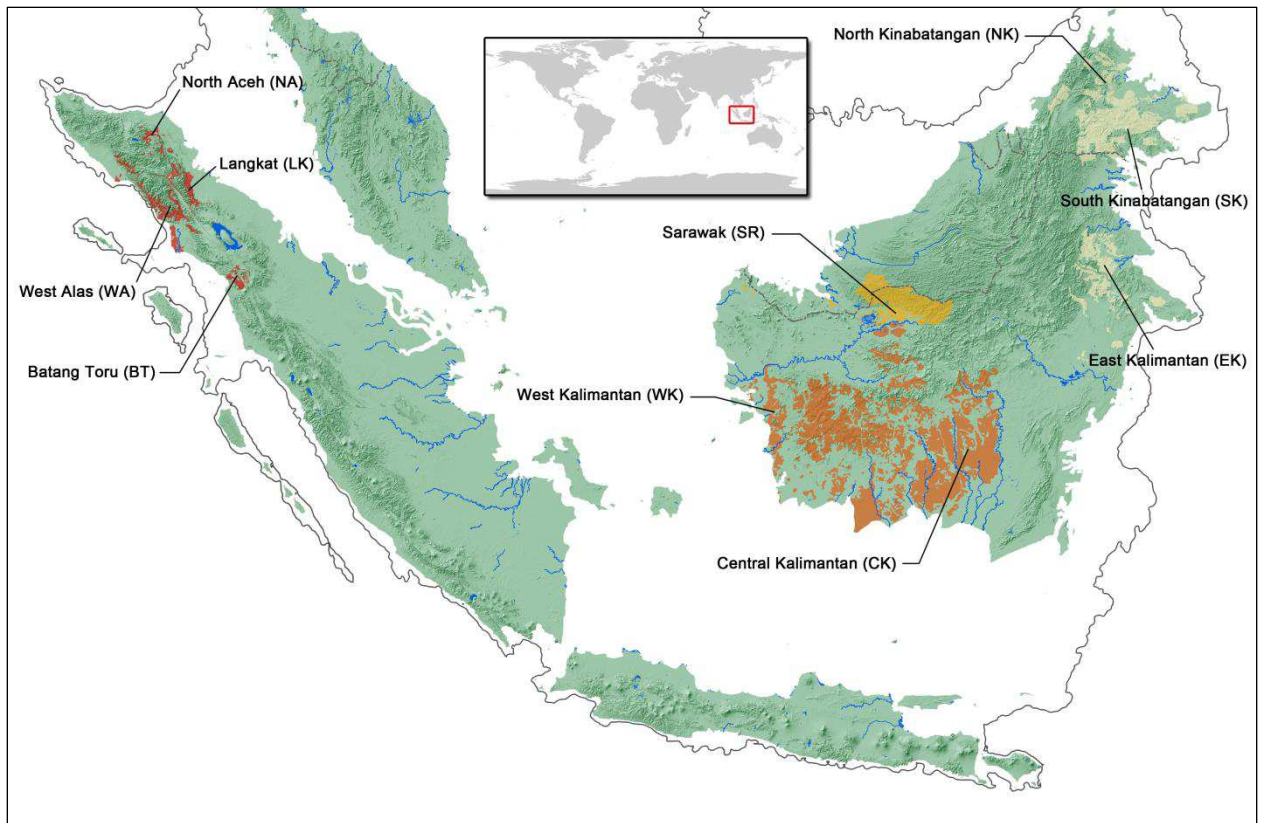 North Kinabatangan (NK)
North Aceh (NA)
Langkat (LK)
South Kinabatangan (SK)
Sarawak (SR)
West Alas (WA)
East Kalimantan (EK)
Batang Toru (BT)
West Kalimantan (WK)
Central Kalimantan (CK)